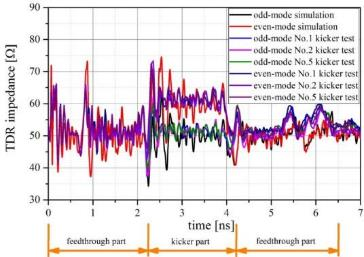 odd-mode simulation
even-mode simulation
odd-mode No.1 kicker test
odd-mode No.2 kicker test
odd-mode No.5 kicker test
even-mode No.1 kicker test
even-mode No.2 kicker test
even-mode No.5 kicker test
TDR impedance [Ω]
90
80
70
60
50
40
30
0 1 2 3 4 5 6 7
time [ns]
feedthrough part kicker part feedthrough part